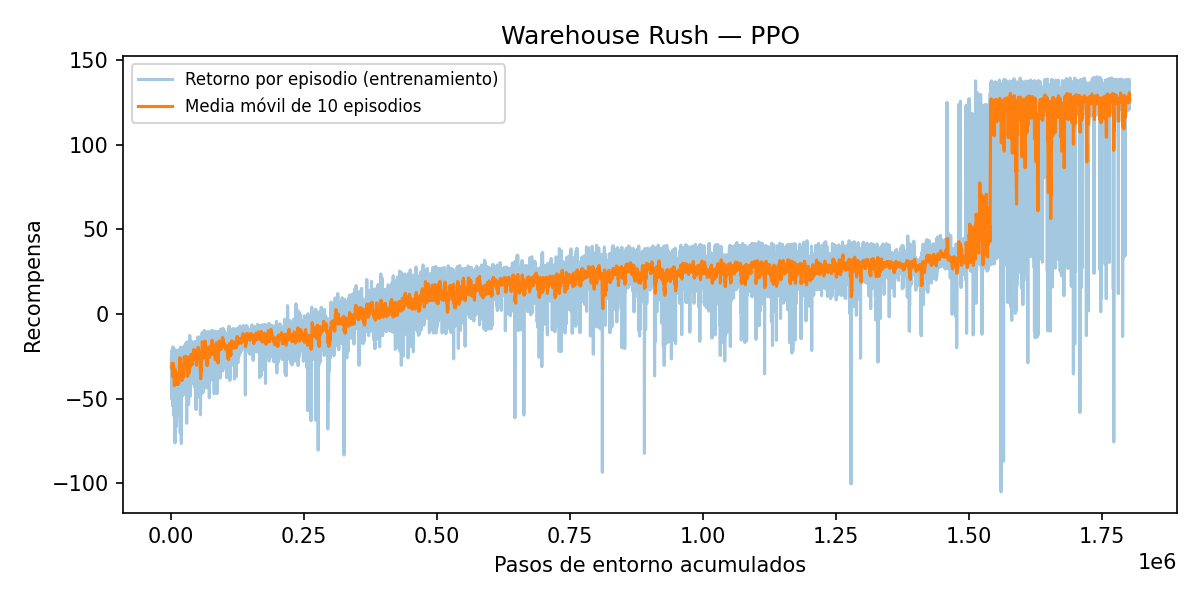 Warehouse Rush — PPO
Retorno por episodio (entrenamiento)
Media móvil de 10 episodios
Recompensa
150
100
50
0
−50
−100
0.00
0.25
0.50
0.75
1.00
1.25
1.50
1.75
1e6
Pasos de entorno acumulados